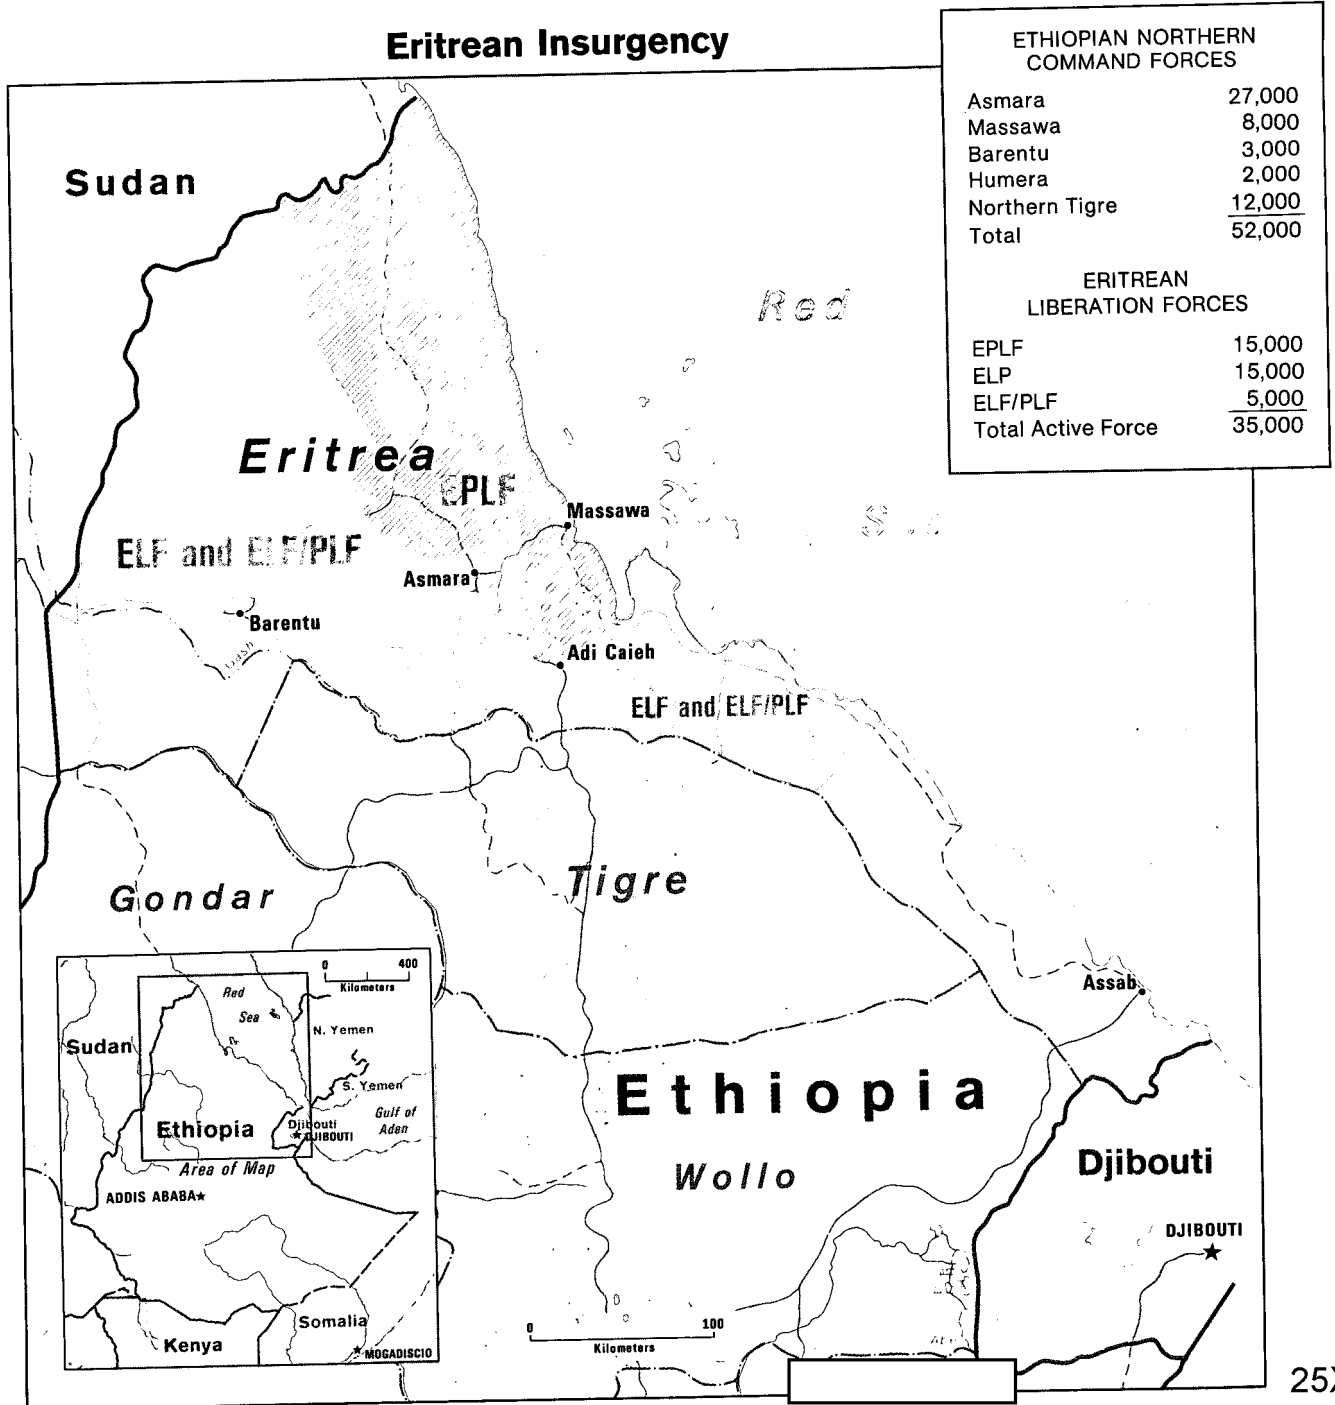 Eritrean Insurgency
ETHIOPIAN NORTHERN
COMMAND FORCES
Asmara 27,000
Massawa 8,000
Barentu 3,000
Humera 2,000
Northern Tigre 12,000
Total 52,000
ERITREAN
LIBERATION FORCES
EPLF 15,000
ELP 15,000
ELF/PLF 5,000
Total Active Force 35,000
Sudan
Red
Eritrea
EPLF
Massawa
ELF and ELF/PLF
Asmara
Barentu
Adi Caieh
ELF and ELF/PLF
Tigre
Gondar
Assab
Ethiopia
Wollo
Djibouti
DJIBOUTI
0 100
Kilometers
0 400
Kilometers
Red
Sea
N. Yemen
Sudan
S. Yemen
Gulf of
Aden
Ethiopia
Djibouti
DJIBOUTI
Area of Map
ADDIS ABABA
Somalia
Kenya
MOGADISCIO